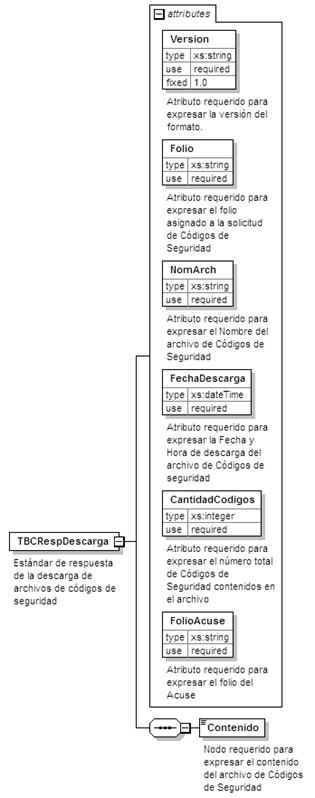 attributes
Version
type xs:string
use required
fixed 1.0
Atributo requerido para
expresar la versión del
formato.
Folio
type xs:string
use required
Atributo requerido para
expresar el folio
asignado a la solicitud
de Códigos de
Seguridad
NomArch
type xs:string
use required
Atributo requerido para
expresar el Nombre del
archivo de Códigos de
Seguridad
FechaDescarga
type xs:dateTime
use required
Atributo requerido para
expresar la Fecha y
Hora de descarga del
archivo de Códigos de
seguridad
CantidadCodigos
type xs:integer
use required
Atributo requerido para
expresar el número total
de Códigos de
Seguridad contenidos en
el archivo
FolioAcuse
type xs:string
use required
Atributo requerido para
expresar el folio del
Acuse
TBCRespDescarga
Estándar de respuesta
de la descarga de
archivos de códigos de
seguridad
Contenido
Nodo requerido para
expresar el contenido
del archivo de Códigos
de Seguridad